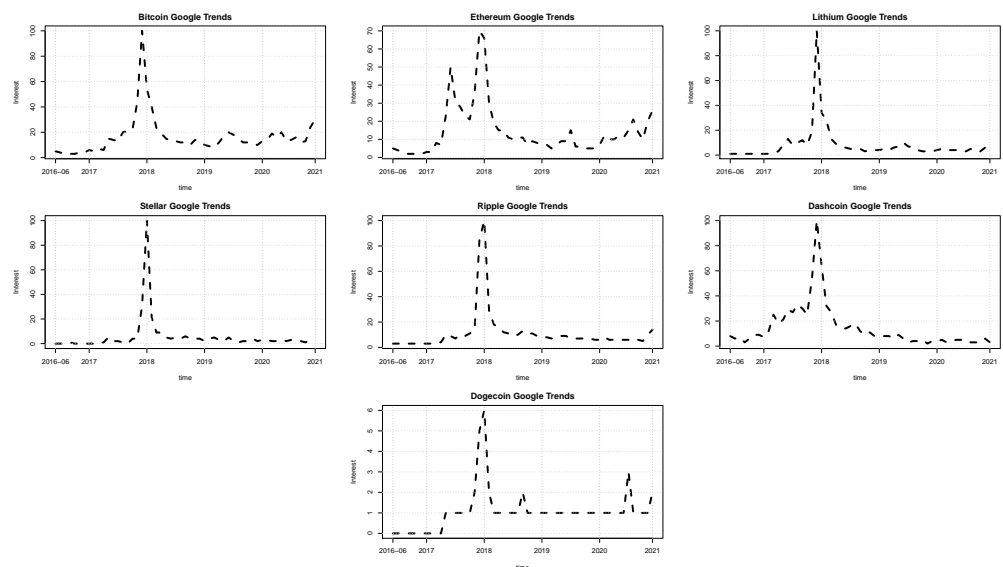 Bitcoin Google Trends
Interest
0 20 40 60 80 100
2016−06 2017 2018 2019 2020 2021
time
Ethereum Google Trends
Interest
0 10 20 30 40 50 60 70
2016−06 2017 2018 2019 2020 2021
time
Lithium Google Trends
Interest
0 20 40 60 80 100
2016−06 2017 2018 2019 2020 2021
time
Stellar Google Trends
Interest
0 20 40 60 80 100
2016−06 2017 2018 2019 2020 2021
time
Ripple Google Trends
Interest
0 20 40 60 80 100
2016−06 2017 2018 2019 2020 2021
time
Dashcoin Google Trends
Interest
0 20 40 60 80 100
2016−06 2017 2018 2019 2020 2021
time
Dogecoin Google Trends
Interest
0 1 2 3 4 5 6
2016−06 2017 2018 2019 2020 2021
time